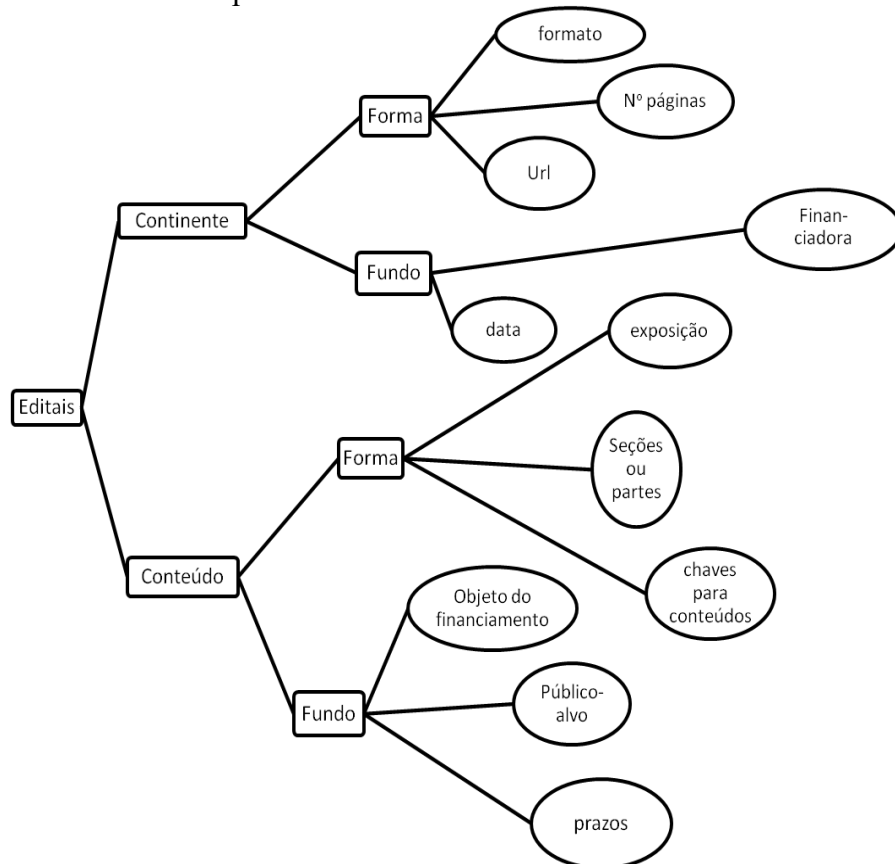 formato
Nº páginas
Forma
Url
Continente
Finan-
ciadora
Fundo
data
exposição
Editais
Forma
Seções
ou
partes
Conteúdo
chaves
para
conteúdos
Objeto do
financiamento
Público-
alvo
Fundo
prazos